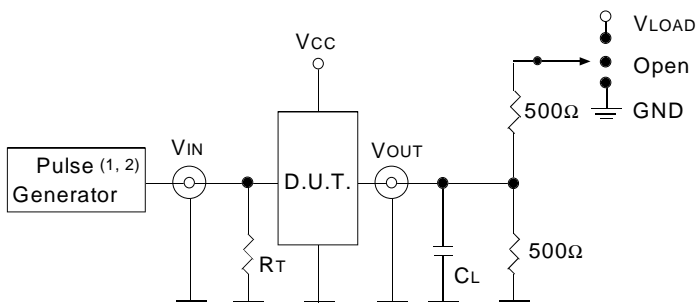 VLOAD
VCC
Open
500Ω
GND
VIN
VOUT
Pulse (1, 2)
Generator
D.U.T.
RT
CL
500Ω